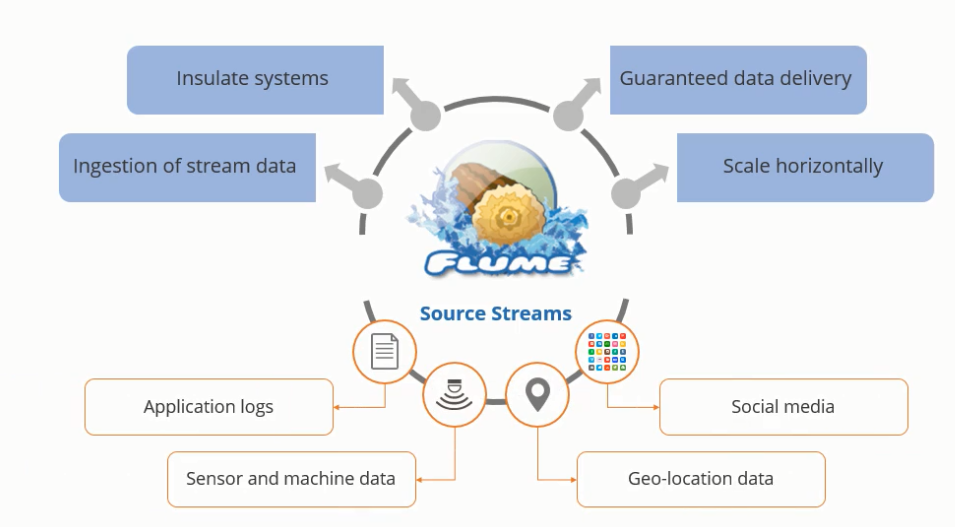 Insulate systems
Guaranteed data delivery
Ingestion of stream data
Scale horizontally
FLUME
Source Streams
Application logs
Social media
Sensor and machine data
Geo-location data